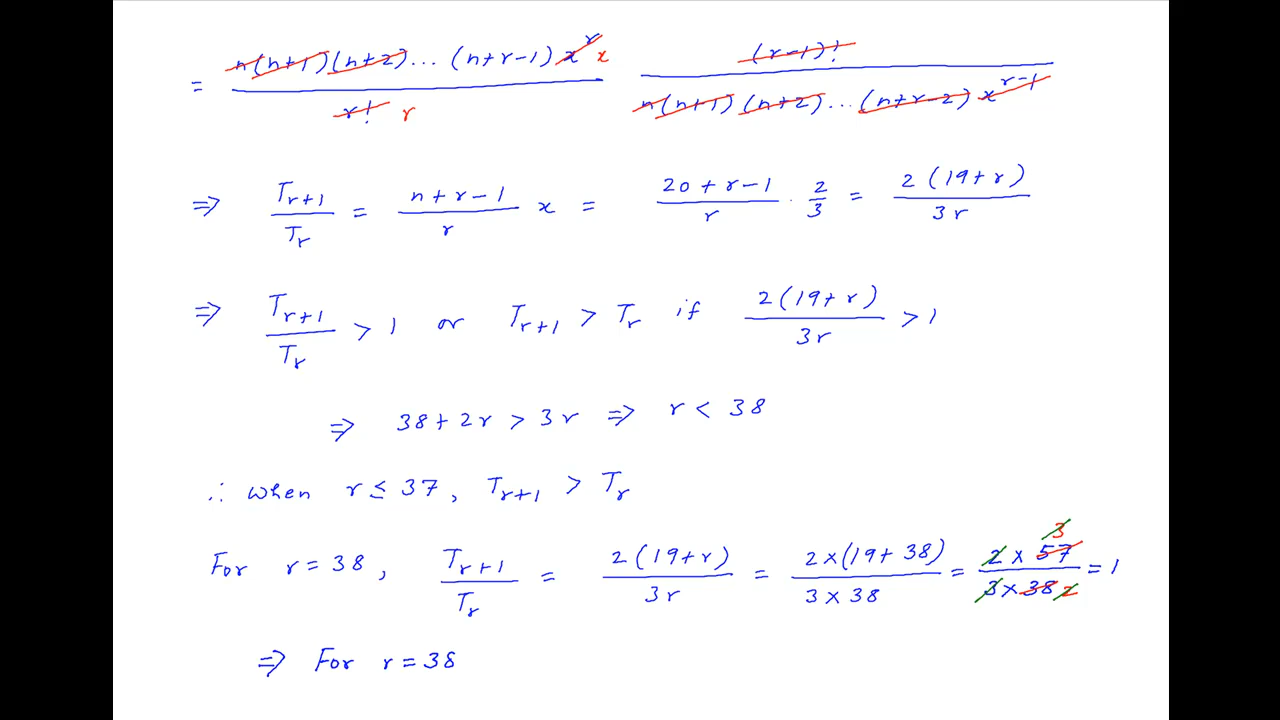 = n(n+1)(n+2)...(n+r-1) x^r x / r! r (r-1)! / n(n+1)(n+2)...(n+r-2) x^{r-1}
⇒ T_{r+1} / T_r = n+r-1 / r x = 20+r-1 / r . 2/3 = 2(19+r) / 3r
⇒ T_{r+1} / T_r > 1 or T_{r+1} > T_r if 2(19+r) / 3r > 1
⇒ 38+2r > 3r ⇒ r < 38
∴ when r ≤ 37, T_{r+1} > T_r
For r = 38, T_{r+1} / T_r = 2(19+r) / 3r = 2×(19+38) / 3×38 = 2×57 3 / 3×38 2 = 1
⇒ For r = 38